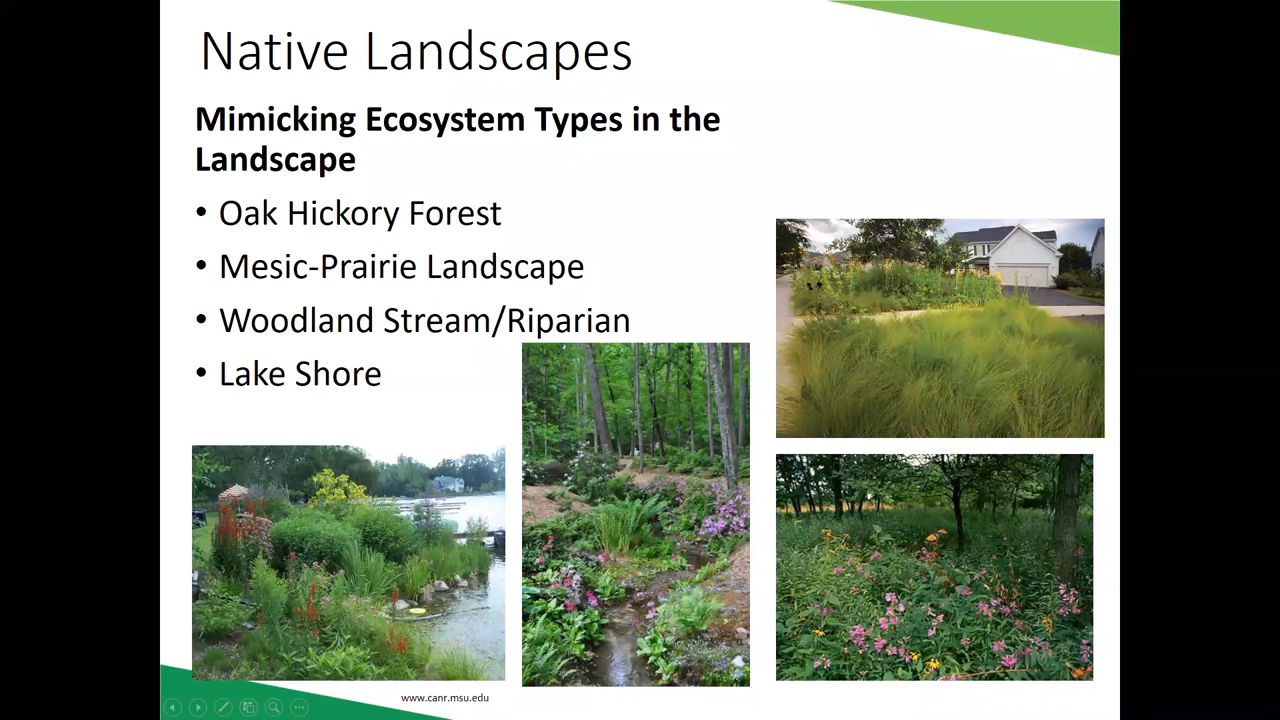 Native Landscapes
Mimicking Ecosystem Types in the
Landscape
• Oak Hickory Forest
• Mesic-Prairie Landscape
• Woodland Stream/Riparian
• Lake Shore
www.canr.msu.edu